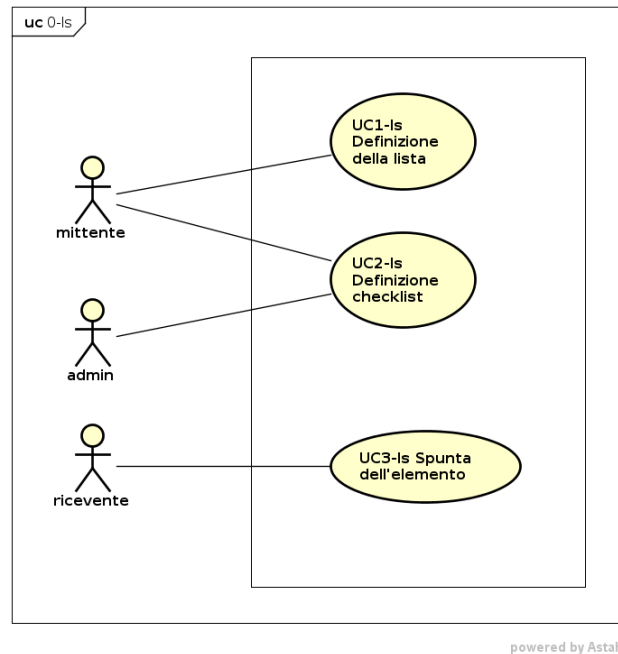 uc 0-ls
UC1-ls
Definizione
della lista
mittente
UC2-ls
Definizione
checklist
admin
UC3-ls Spunta
dell'elemento
ricevente
powered by Astah